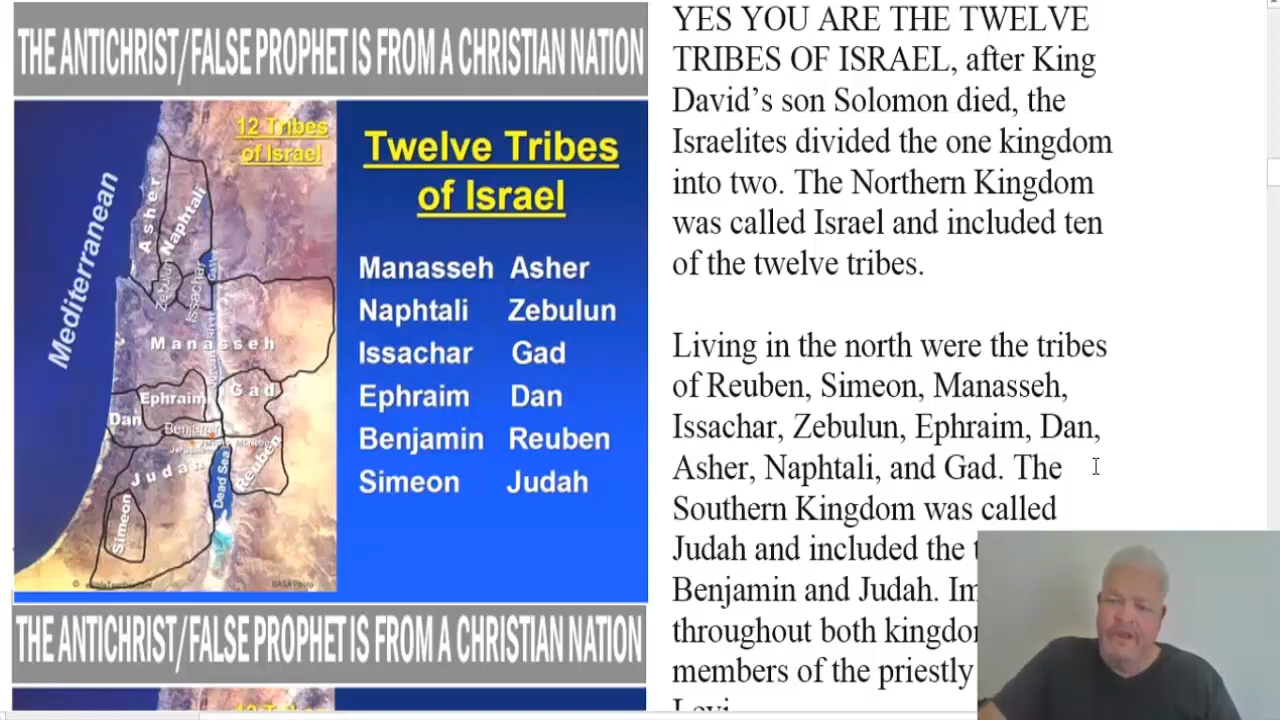 THE ANTICHRIST/FALSE PROPHET IS FROM A CHRISTIAN NATION
12 Tribes
of Israel
Mediterranean
Asher
Naphtali
Zebulun
Issachar
Manasseh
Ephraim
Gad
Dan
Benjamin
Judah
Reuben
Dead Sea
Simeon
NASA Photo
Twelve Tribes
of Israel
Manasseh Asher
Naphtali Zebulun
Issachar Gad
Ephraim Dan
Benjamin Reuben
Simeon Judah
THE ANTICHRIST/FALSE PROPHET IS FROM A CHRISTIAN NATION
YES YOU ARE THE TWELVE
TRIBES OF ISRAEL, after King
David’s son Solomon died, the
Israelites divided the one kingdom
into two. The Northern Kingdom
was called Israel and included ten
of the twelve tribes.
Living in the north were the tribes
of Reuben, Simeon, Manasseh,
Issachar, Zebulun, Ephraim, Dan,
Asher, Naphtali, and Gad. The
Southern Kingdom was called
Judah and included the
Benjamin and Judah.
throughout both
members of the priestly
Levi